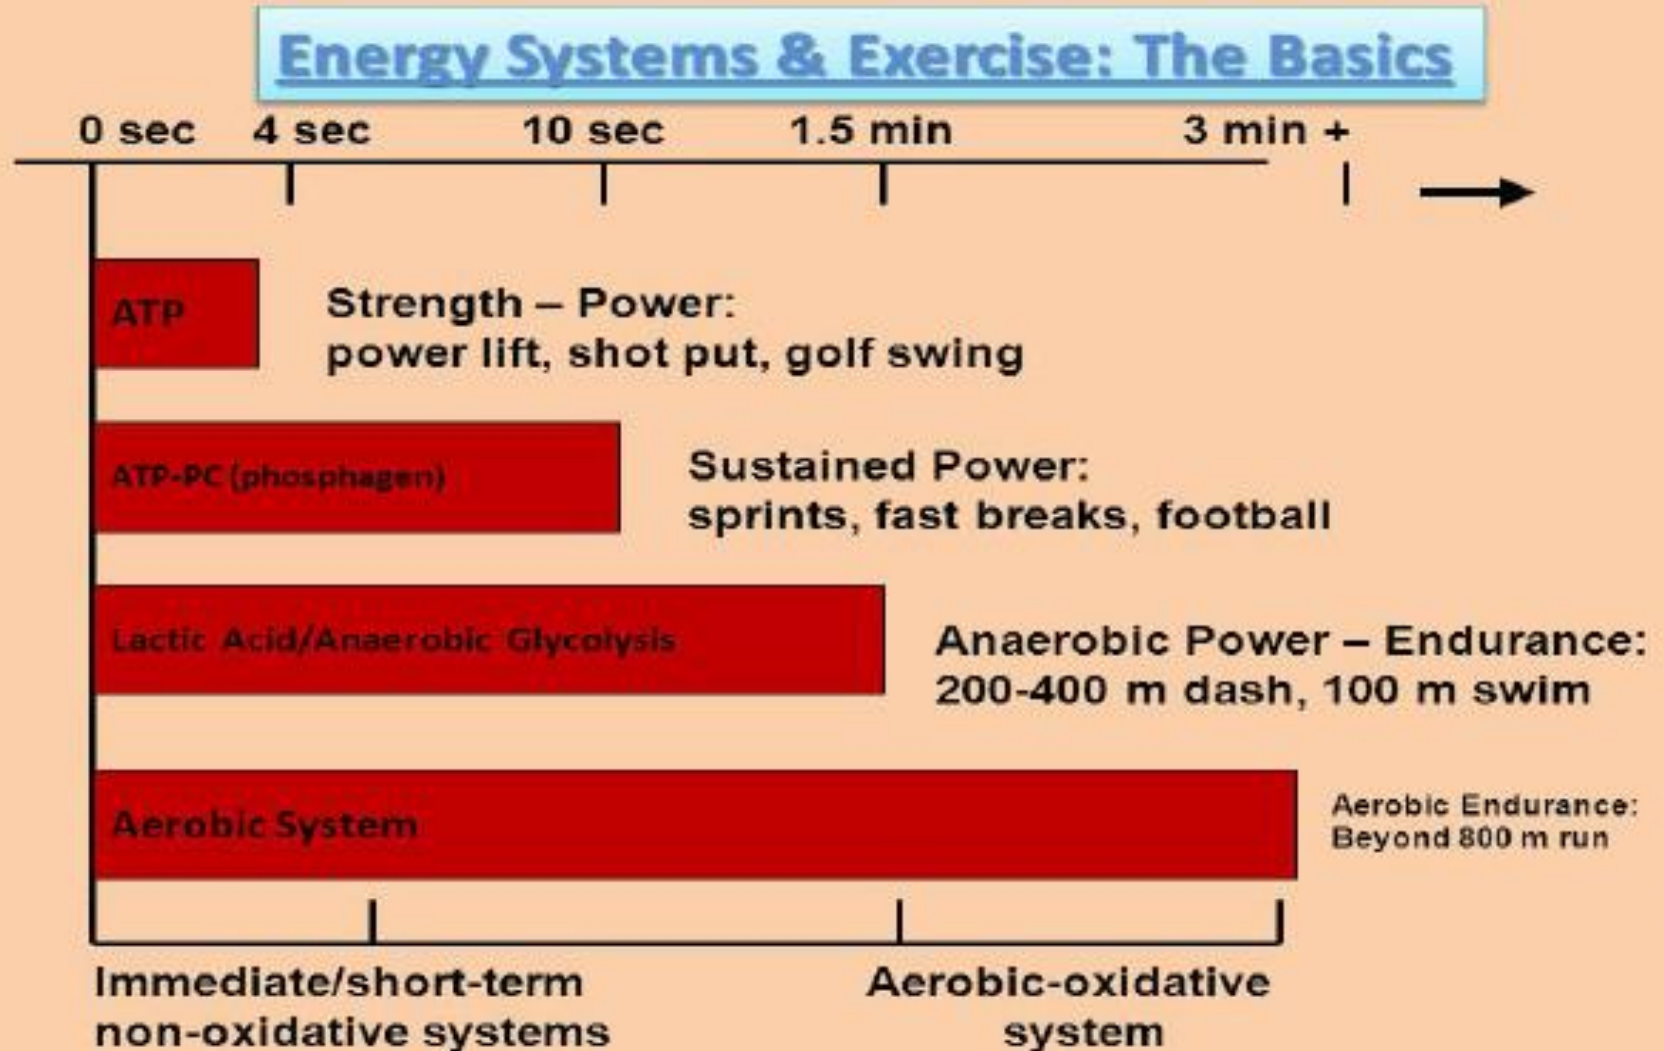 Energy Systems & Exercise: The Basics
0 sec 4 sec 10 sec 1.5 min 3 min +
ATP
Strength – Power:
power lift, shot put, golf swing
ATP-PC (phosphagen)
Sustained Power:
sprints, fast breaks, football
Lactic Acid/Anaerobic Glycolysis
Anaerobic Power – Endurance:
200-400 m dash, 100 m swim
Aerobic System
Aerobic Endurance:
Beyond 800 m run
Immediate/short-term
non-oxidative systems
Aerobic-oxidative
system